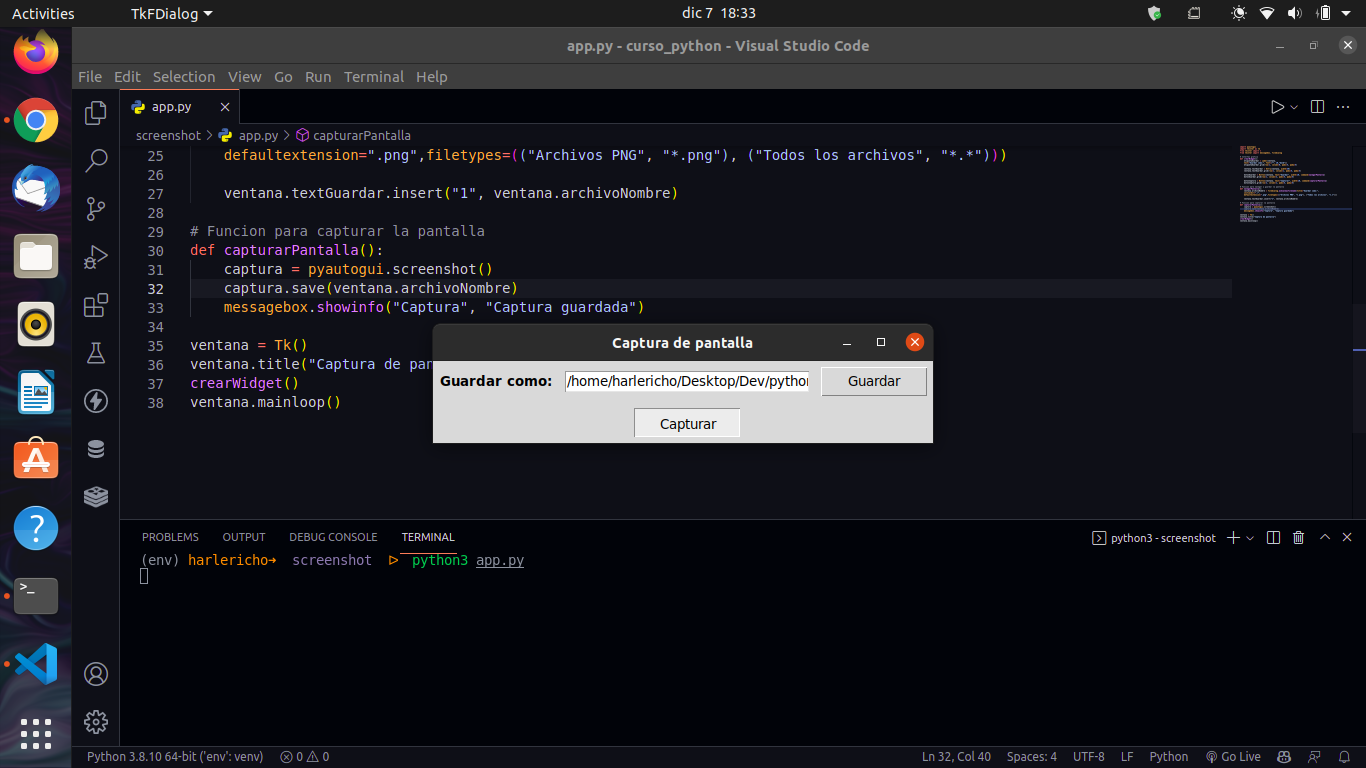 Activities
TkFDialog
dic 7 18:33
app.py - curso_python - Visual Studio Code
File Edit Selection View Go Run Terminal Help
app.py
screenshot > app.py > capturarPantalla
25 defaultextension=".png",filetypes=(("Archivos PNG", "*.png"), ("Todos los archivos", "*.*")))
26
27 ventana.textGuardar.insert("1", ventana.archivoNombre)
28
29 # Funcion para capturar la pantalla
30 def capturarPantalla():
31 captura = pyautogui.screenshot()
32 captura.save(ventana.archivoNombre)
33 messagebox.showinfo("Captura", "Captura guardada")
34
35 ventana = Tk()
36 ventana.title("Captura de pan
37 crearWidget()
38 ventana.mainloop()
Captura de pantalla
Guardar como: /home/harlericho/Desktop/Dev/pythor Guardar
Capturar
PROBLEMS OUTPUT DEBUG CONSOLE TERMINAL
python3 - screenshot
(env) harlericho→ screenshot ▷ python3 app.py
Python 3.8.10 64-bit ('env': venv) 0 0 Ln 32, Col 40 Spaces: 4 UTF-8 LF Python Go Live